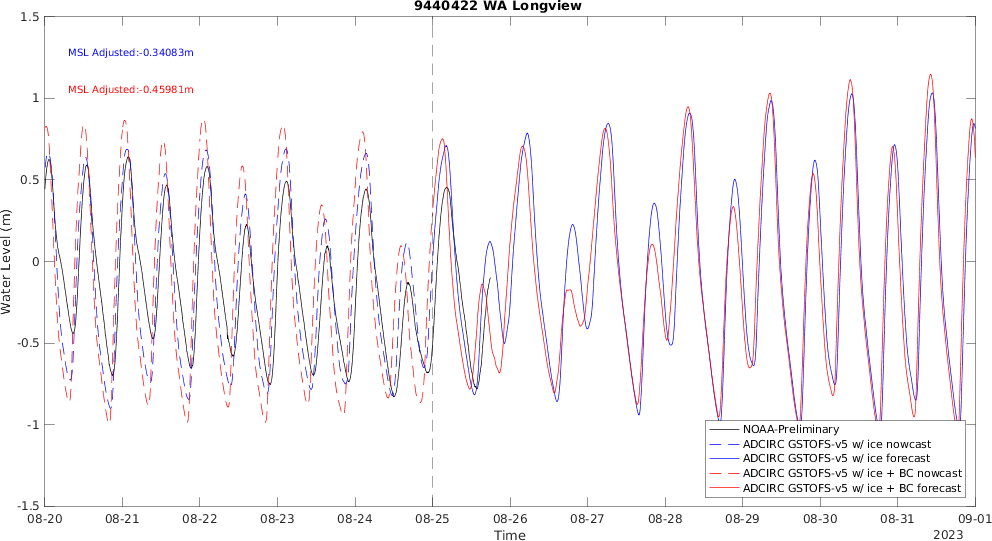 9440422 WA Longview
1.5
1
0.5
0
-0.5
-1
-1.5
Water Level (m)
MSL Adjusted:-0.34083m
MSL Adjusted:-0.45981m
NOAA-Preliminary
ADCIRC GSTOFS-v5 w/ ice nowcast
ADCIRC GSTOFS-v5 w/ ice forecast
ADCIRC GSTOFS-v5 w/ ice + BC nowcast
ADCIRC GSTOFS-v5 w/ ice + BC forecast
08-20 08-21 08-22 08-23 08-24 08-25 08-26 08-27 08-28 08-29 08-30 08-31 09-01
Time
2023